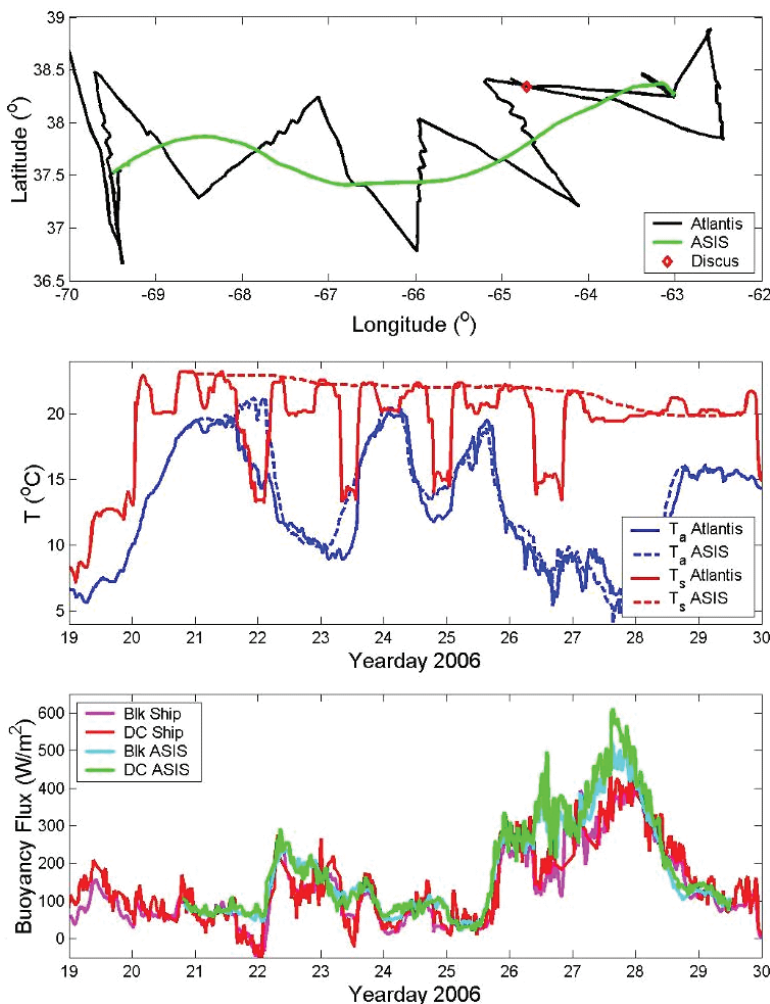 39
38.5
38
37.5
37
36.5
Latitude (°)
Atlantis
ASIS
Discus
-70 -69 -68 -67 -66 -65 -64 -63 -62
Longitude (°)
20
15
10
5
T (°C)
T_a Atlantis
T_a ASIS
T_s Atlantis
T_s ASIS
19 20 21 22 23 24 25 26 27 28 29 30
Yearday 2006
600
500
400
300
200
100
0
Buoyancy Flux (W/m²)
Blk Ship
DC Ship
Blk ASIS
DC ASIS
19 20 21 22 23 24 25 26 27 28 29 30
Yearday 2006